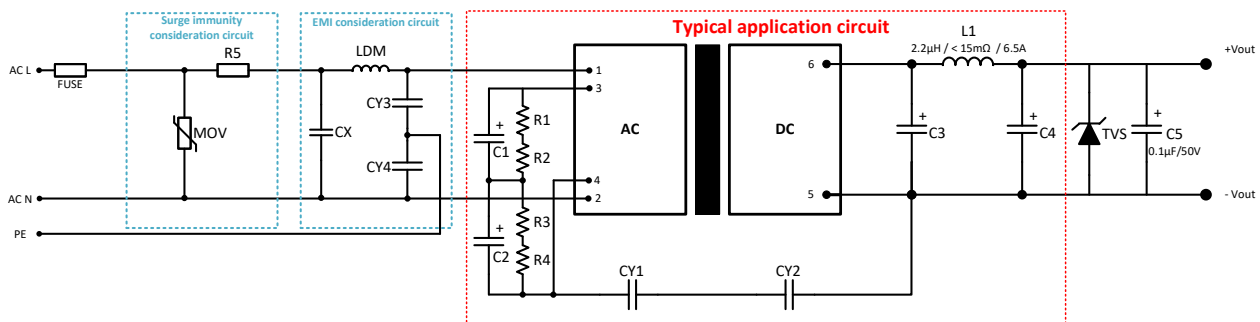 Surge immunity
consideration circuit
EMI consideration circuit
Typical application circuit
R5
LDM
L1
2.2µH / < 15mΩ / 6.5A
AC L
FUSE
+Vout
1
3
6
CY3
R1
MOV
CX
C1
+
R2
AC
DC
+
C3
+
C4
TVS
+
C5
0.1µF/50V
CY4
4
2
5
AC N
- Vout
PE
R3
+
C2
R4
CY1
CY2